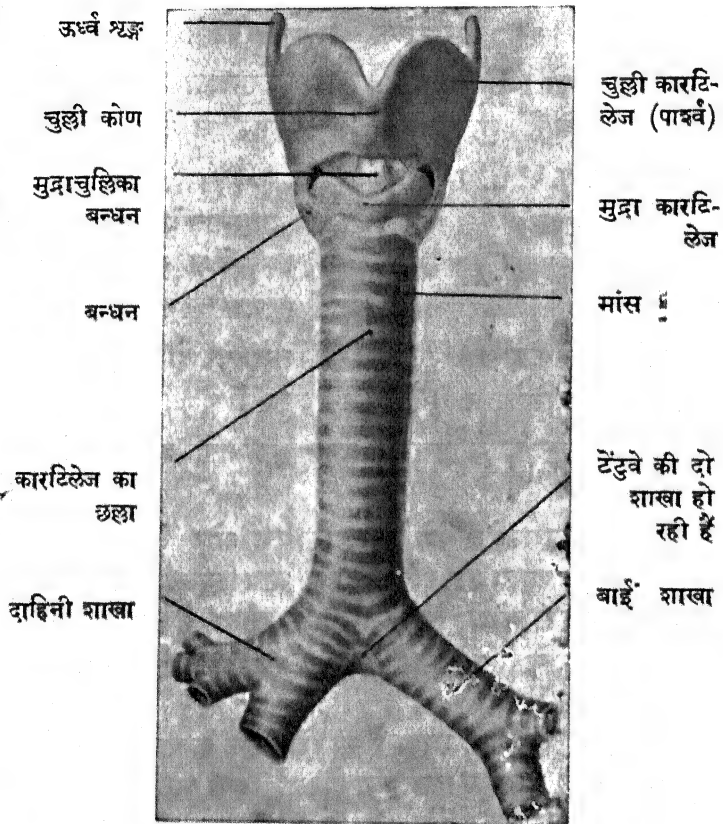 ऊर्ध्व शृङ्ग
चुल्ली कोण
मुद्राचुल्लिका
बन्धन
बन्धन
कारटिलेज का
छल्ला
दाहिनी शाखा
चुल्ली कारटि-
लेज (पार्श्व)
मुद्रा कारटि-
लेज
मांस
टेंटुवे की दो
शाखा हो
रही हैं
बाईं शाखा